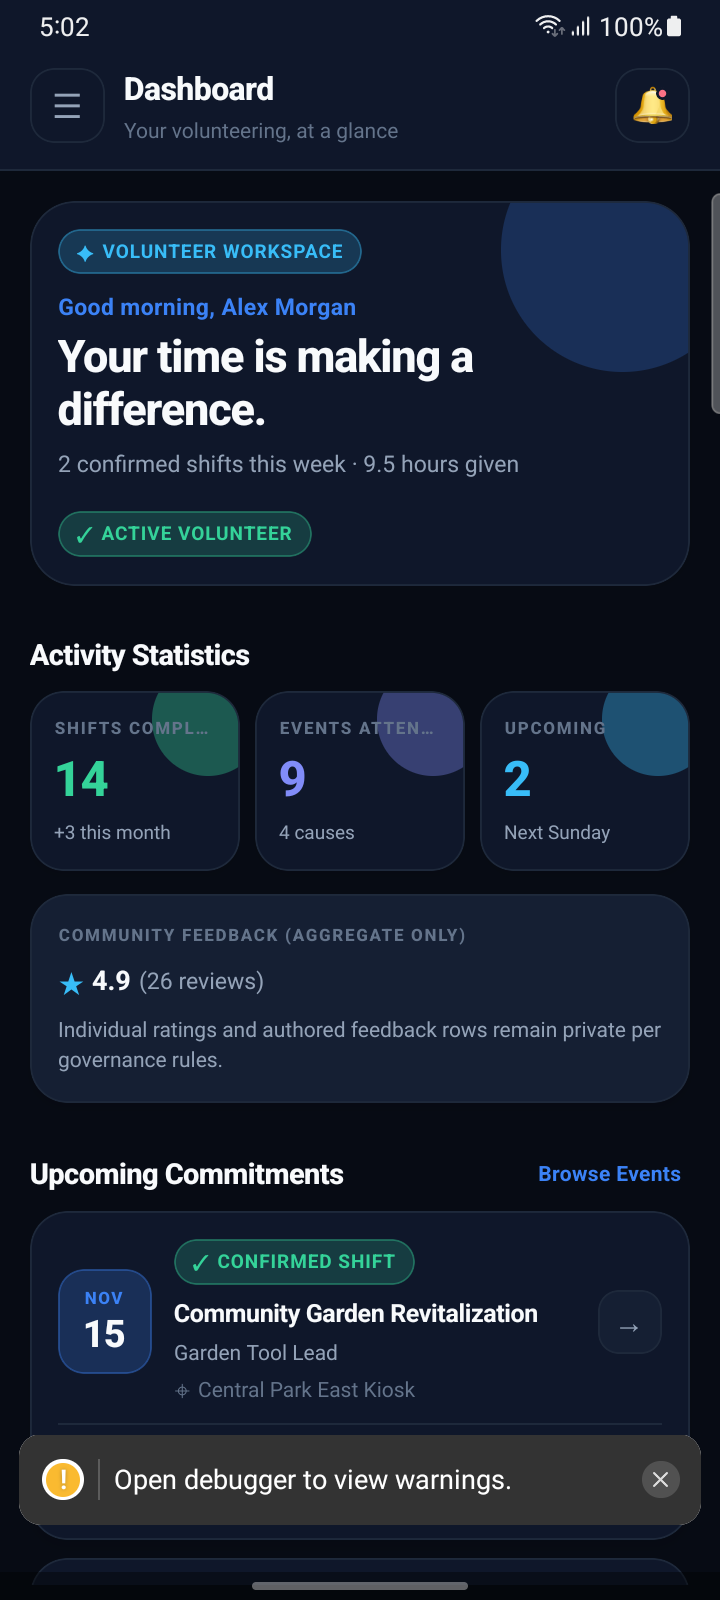 5:02
100%
Dashboard
Your volunteering, at a glance
VOLUNTEER WORKSPACE
Good morning, Alex Morgan
Your time is making a
difference.
2 confirmed shifts this week · 9.5 hours given
✓ ACTIVE VOLUNTEER
Activity Statistics
SHIFTS COMPL...
14
+3 this month
EVENTS ATTEN...
9
4 causes
UPCOMING
2
Next Sunday
COMMUNITY FEEDBACK (AGGREGATE ONLY)
★ 4.9 (26 reviews)
Individual ratings and authored feedback rows remain private per
governance rules.
Upcoming Commitments
Browse Events
NOV
15
✓ CONFIRMED SHIFT
Community Garden Revitalization
Garden Tool Lead
Central Park East Kiosk
→
Open debugger to view warnings.